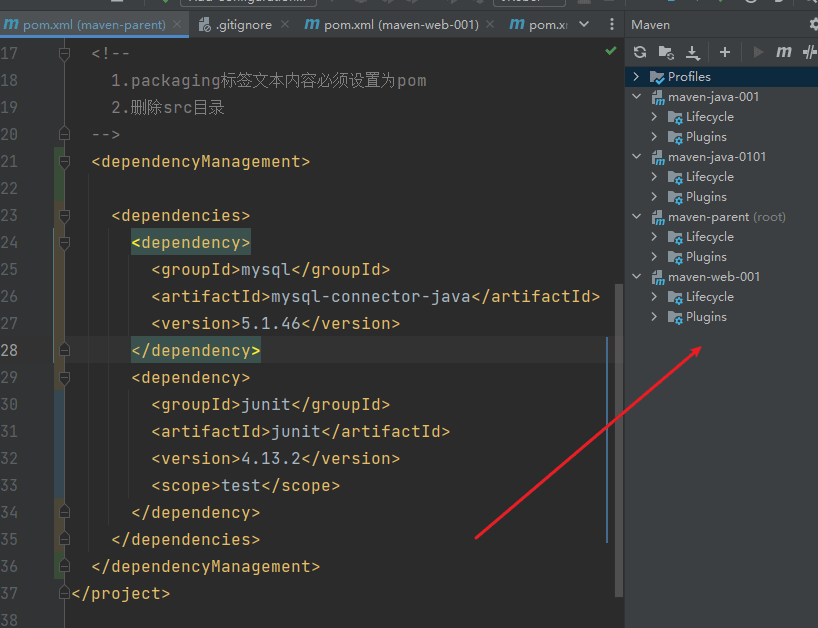 pom.xml (maven-parent)
.gitignore
pom.xml (maven-web-001)
pom.x
Maven
17 <!--
18 1.packaging标签文本内容必须设置为pom
19 2.删除src目录
20 -->
21 <dependencyManagement>
22
23 <dependencies>
24 <dependency>
25 <groupId>mysql</groupId>
26 <artifactId>mysql-connector-java</artifactId>
27 <version>5.1.46</version>
28 </dependency>
29 <dependency>
30 <groupId>junit</groupId>
31 <artifactId>junit</artifactId>
32 <version>4.13.2</version>
33 <scope>test</scope>
34 </dependency>
35 </dependencies>
36 </dependencyManagement>
37 </project>
38
Profiles
maven-java-001
Lifecycle
Plugins
maven-java-0101
Lifecycle
Plugins
maven-parent (root)
Lifecycle
Plugins
maven-web-001
Lifecycle
Plugins